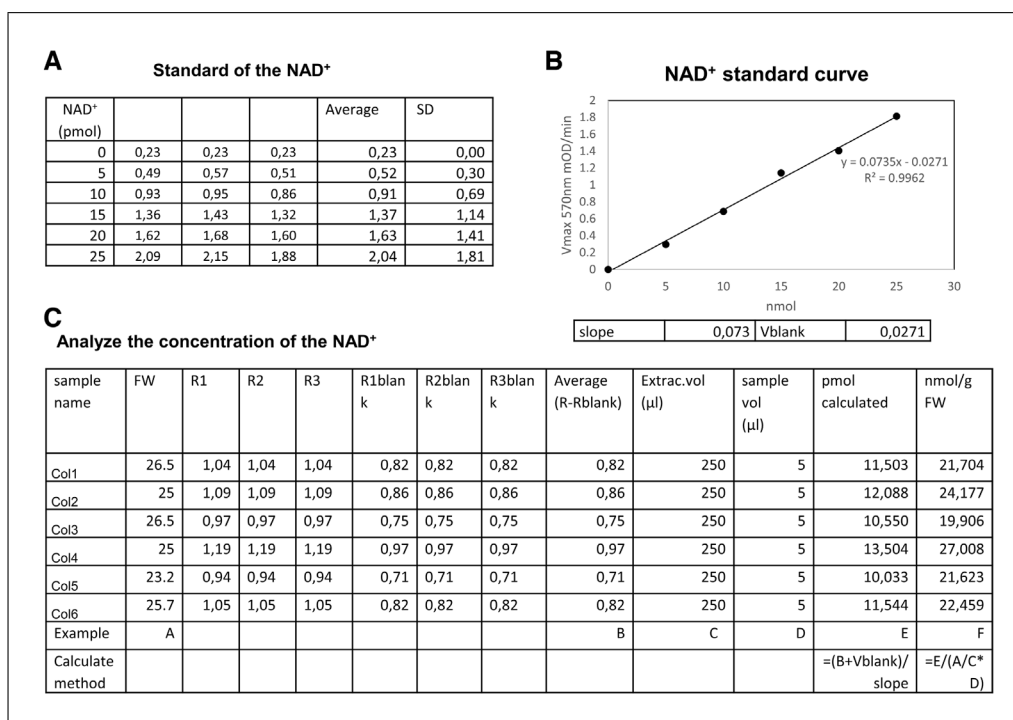 A
Standard of the NAD⁺
NAD⁺ (pmol) Average SD
0 0,23 0,23 0,23 0,23 0,00
5 0,49 0,57 0,51 0,52 0,30
10 0,93 0,95 0,86 0,91 0,69
15 1,36 1,43 1,32 1,37 1,14
20 1,62 1,68 1,60 1,63 1,41
25 2,09 2,15 1,88 2,04 1,81
B
NAD⁺ standard curve
Vmax 570nm mOD/min
2
1.8
1.6
1.4
1.2
1
0.8
0.6
0.4
0.2
0
y = 0.0735x - 0.0271
R² = 0.9962
0 5 10 15 20 25 30
nmol
slope 0,073 Vblank 0,0271
C
Analyze the concentration of the NAD⁺
sample name FW R1 R2 R3 R1blank R2blank R3blank Average (R-Rblank) Extrac.vol (µl) sample vol (µl) pmol calculated nmol/g FW
Col1 26.5 1,04 1,04 1,04 0,82 0,82 0,82 0,82 250 5 11,503 21,704
Col2 25 1,09 1,09 1,09 0,86 0,86 0,86 0,86 250 5 12,088 24,177
Col3 26.5 0,97 0,97 0,97 0,75 0,75 0,75 0,75 250 5 10,550 19,906
Col4 25 1,19 1,19 1,19 0,97 0,97 0,97 0,97 250 5 13,504 27,008
Col5 23.2 0,94 0,94 0,94 0,71 0,71 0,71 0,71 250 5 10,033 21,623
Col6 25.7 1,05 1,05 1,05 0,82 0,82 0,82 0,82 250 5 11,544 22,459
Example A B C D E F
Calculate method =(B+Vblank)/slope =E/(A/C*D)